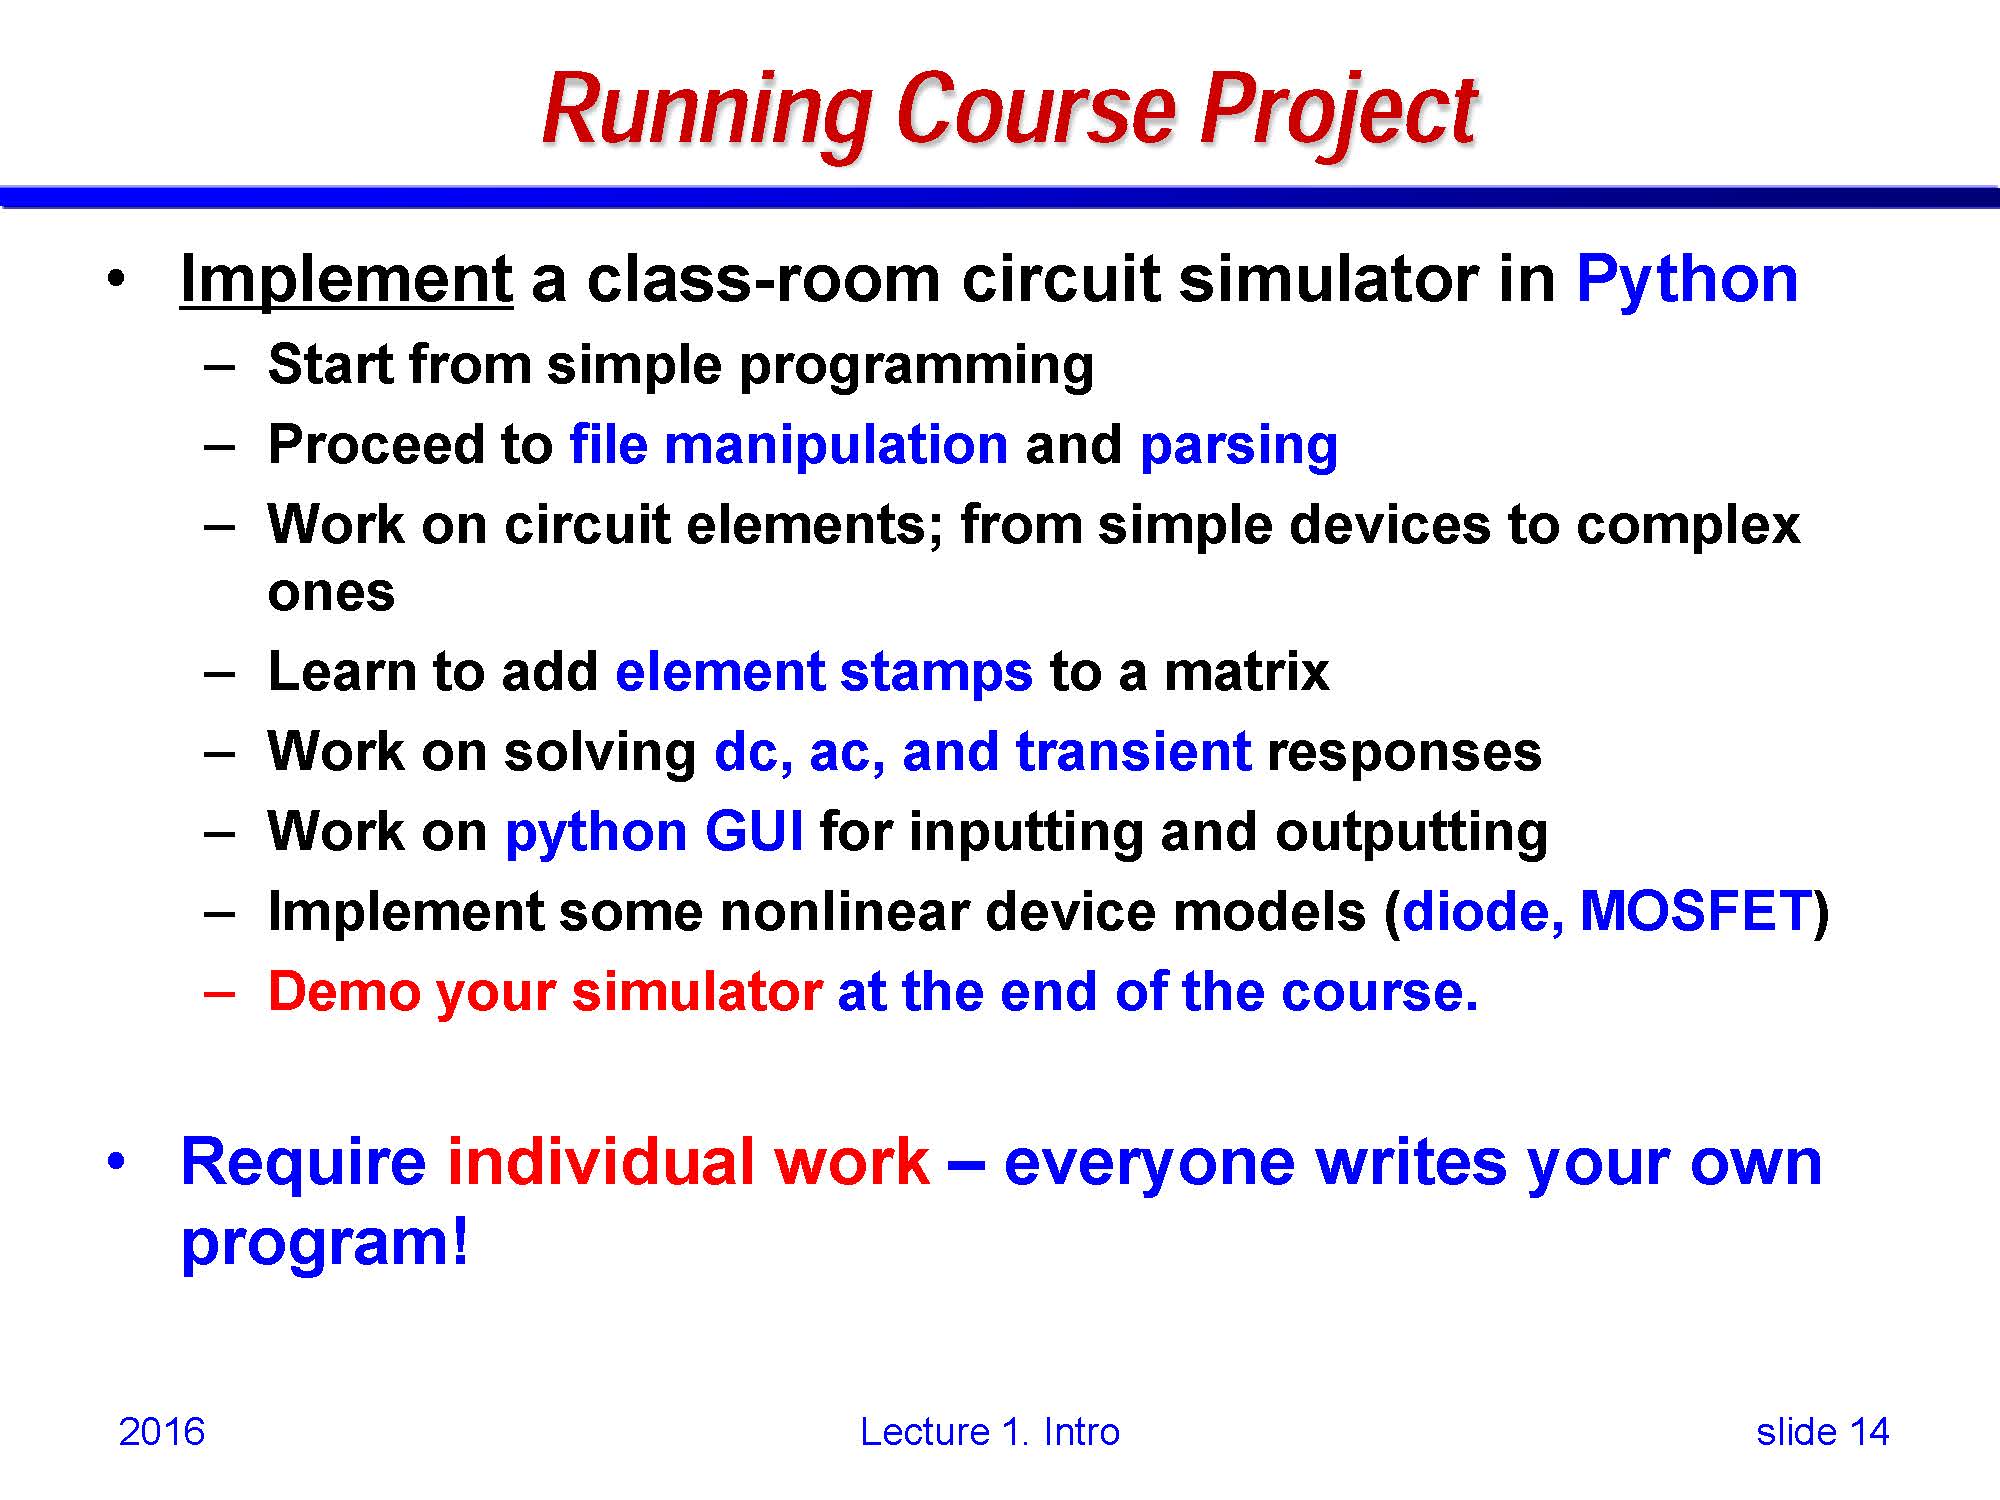 Running Course Project
• Implement a class-room circuit simulator in Python
– Start from simple programming
– Proceed to file manipulation and parsing
– Work on circuit elements; from simple devices to complex
ones
– Learn to add element stamps to a matrix
– Work on solving dc, ac, and transient responses
– Work on python GUI for inputting and outputting
– Implement some nonlinear device models (diode, MOSFET)
– Demo your simulator at the end of the course.
• Require individual work – everyone writes your own
program!
2016 Lecture 1. Intro slide 14